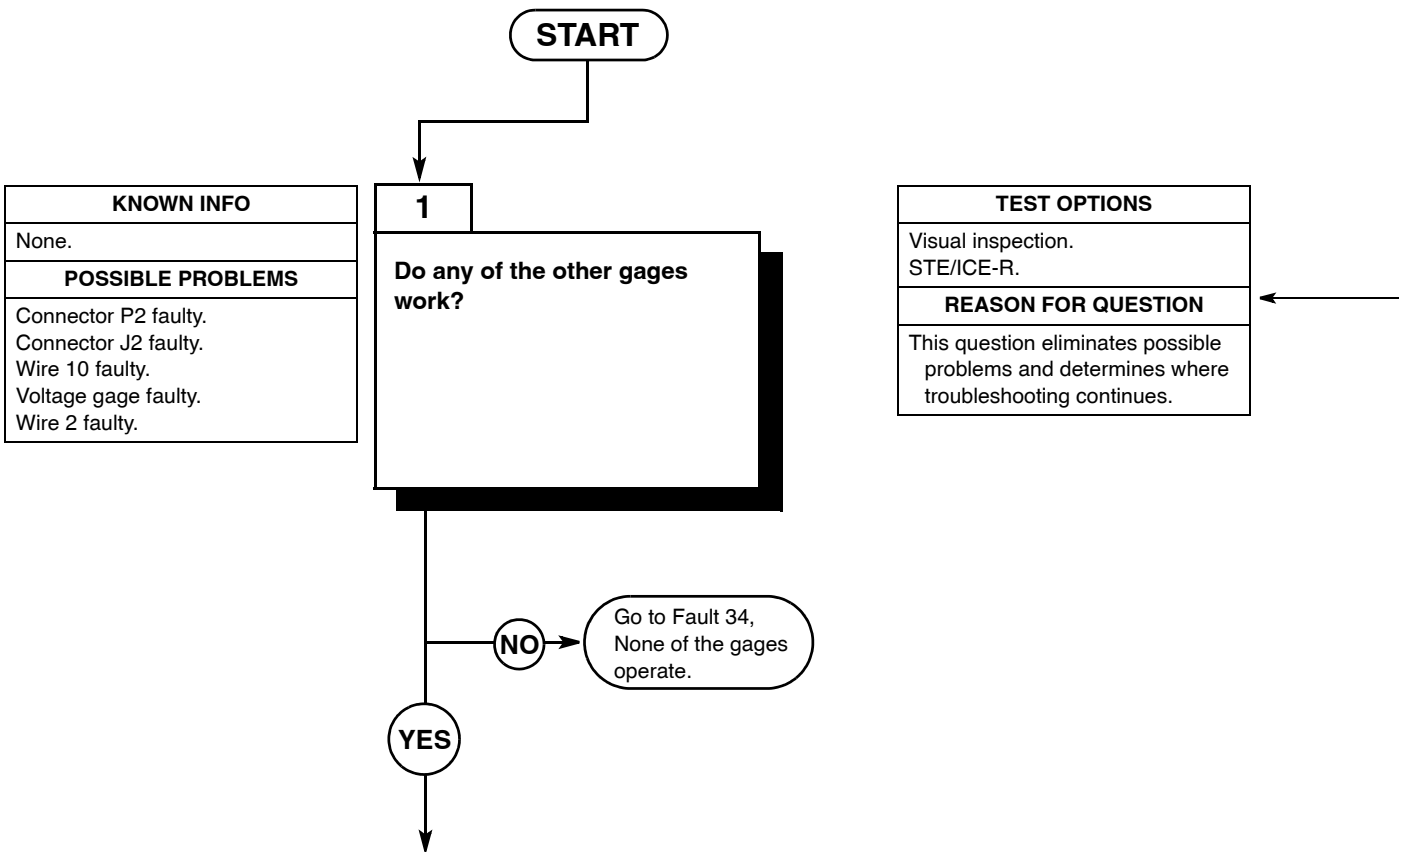 START
KNOWN INFO
None.
POSSIBLE PROBLEMS
Connector P2 faulty.
Connector J2 faulty.
Wire 10 faulty.
Voltage gage faulty.
Wire 2 faulty.
1
Do any of the other gages
work?
TEST OPTIONS
Visual inspection.
STE/ICE-R.
REASON FOR QUESTION
This question eliminates possible
problems and determines where
troubleshooting continues.
NO
Go to Fault 34,
None of the gages
operate.
YES